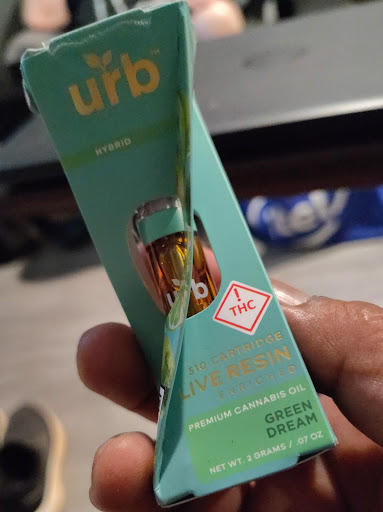 urb™
HYBRID
urb
!
THC
510 CARTRIDGE
LIVE RESIN
ENRICHED
PREMIUM CANNABIS OIL
GREEN
DREAM
NET WT. 2 GRAMS / .07 OZ